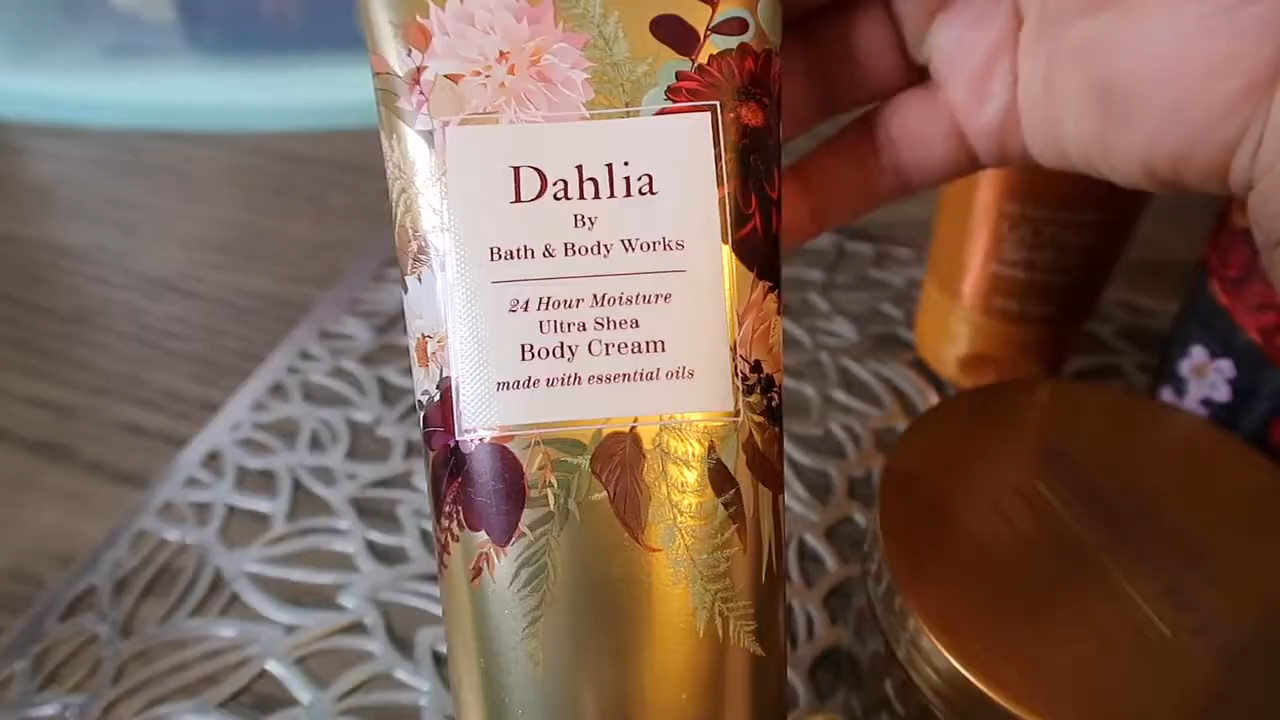 Dahlia
By
Bath & Body Works
24 Hour Moisture
Ultra Shea
Body Cream
made with essential oils